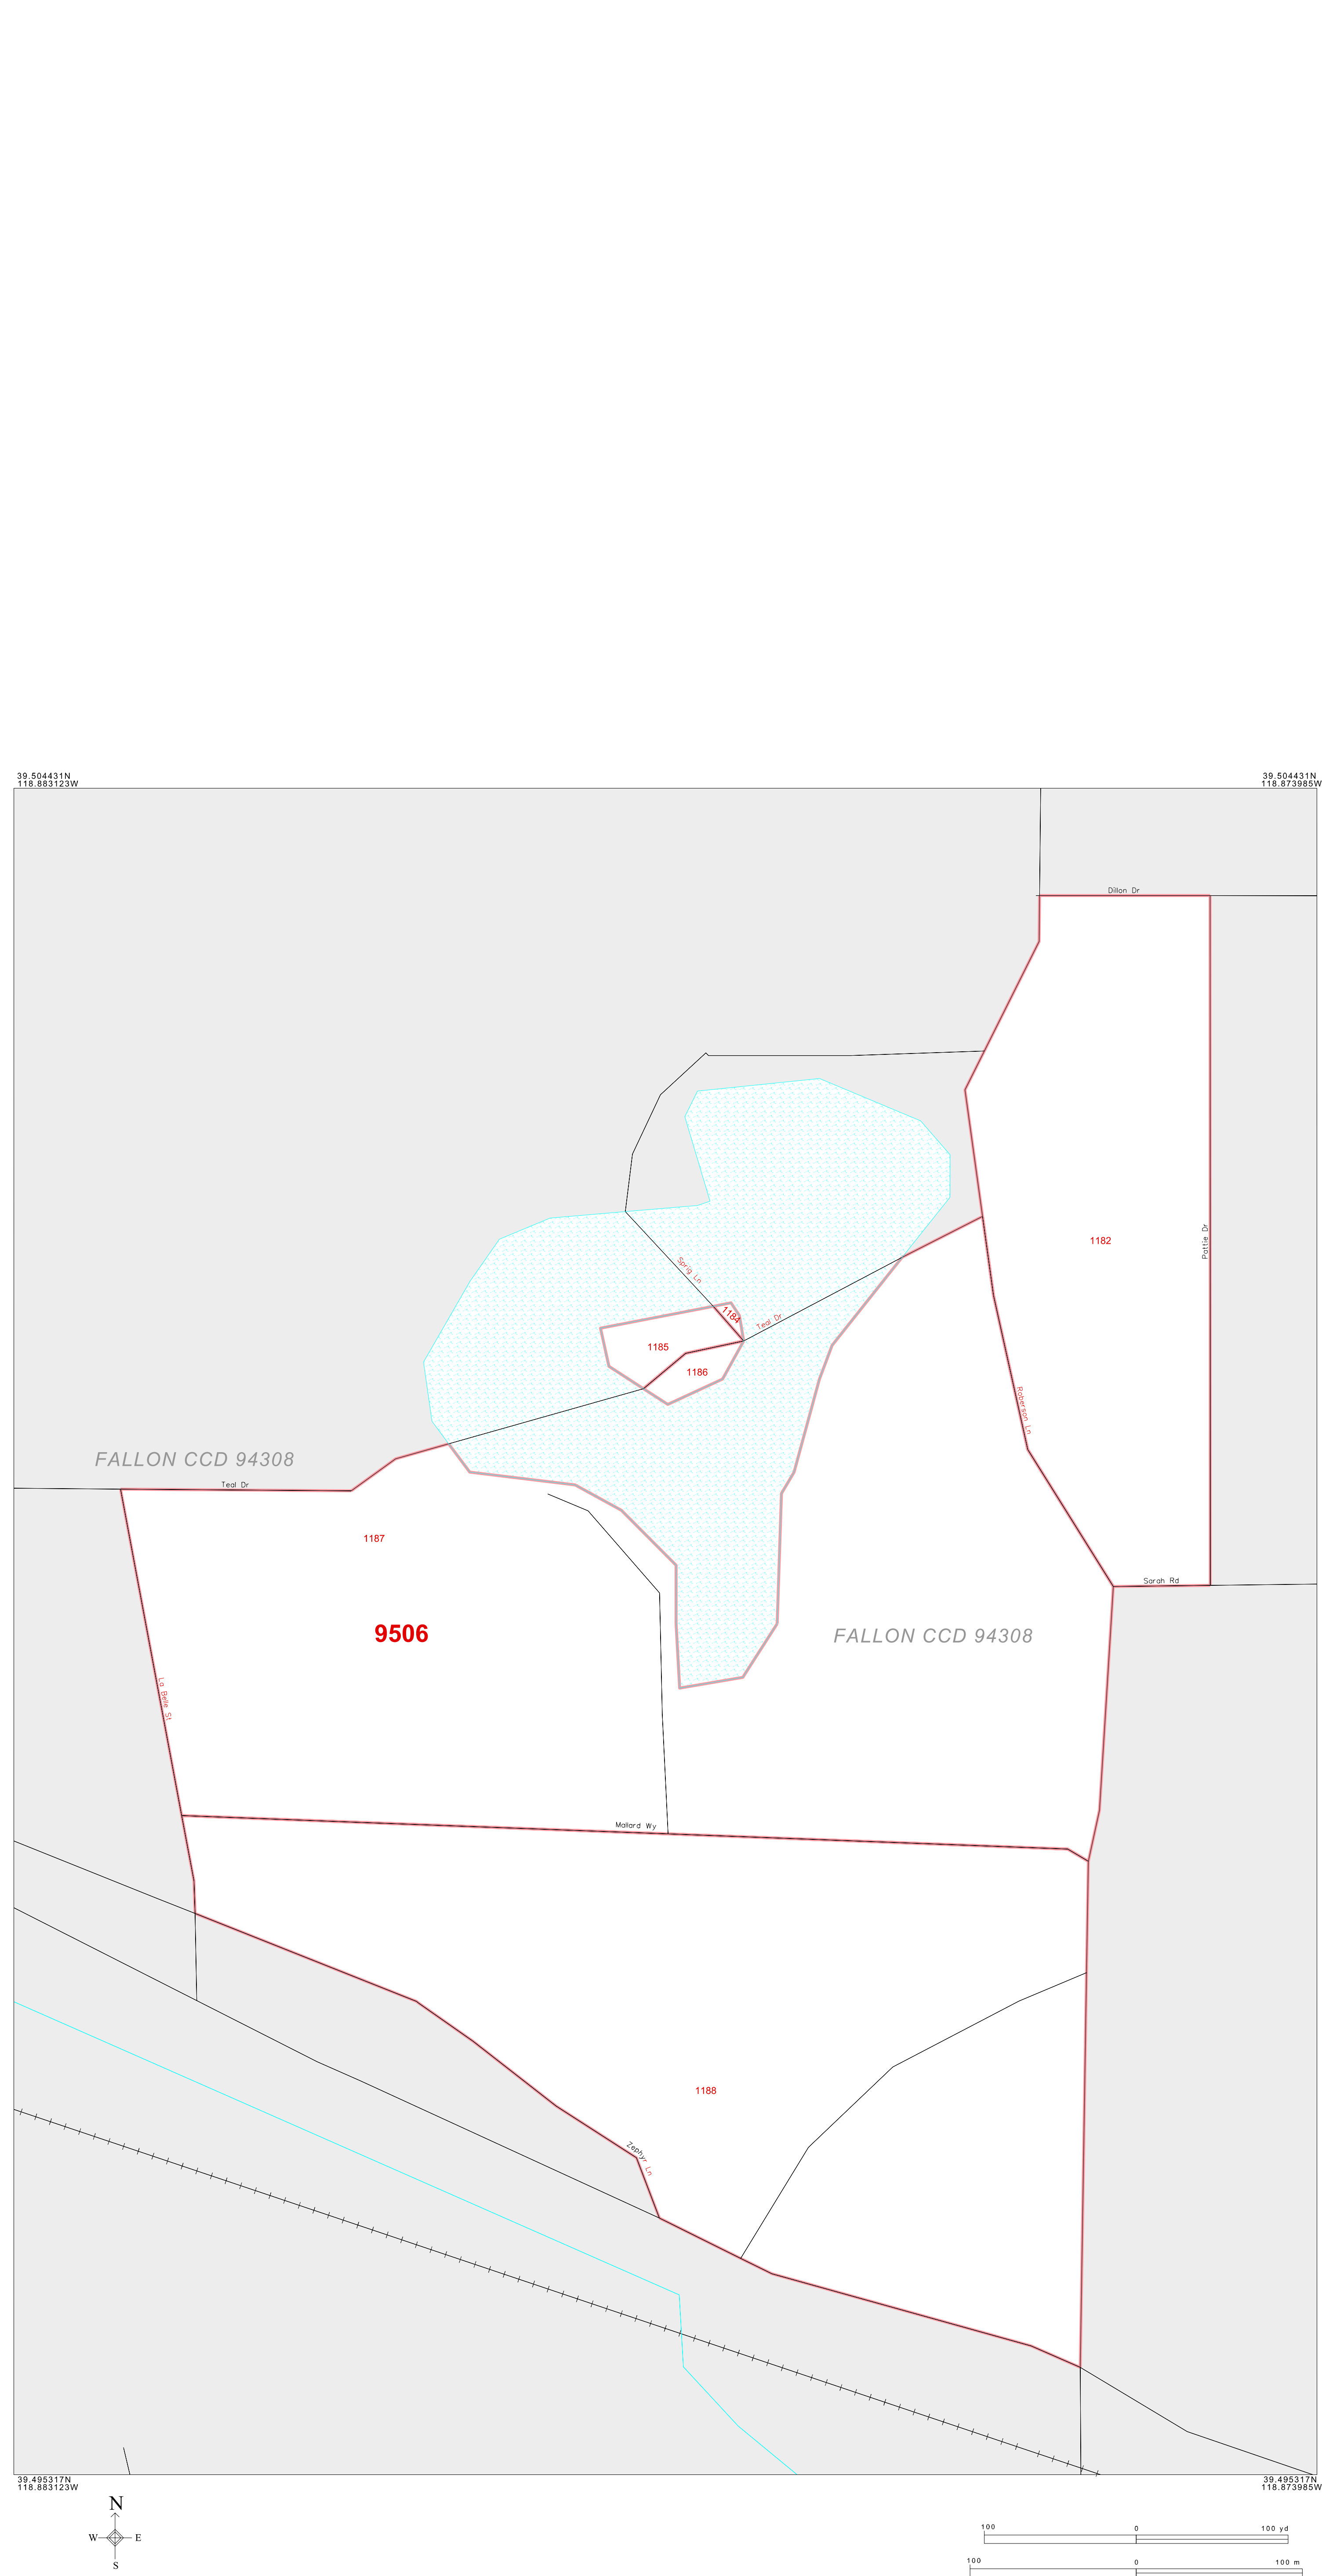 39.504431N
118.883123W
39.504431N
118.873985W
Dillon Dr
Pattie Dr
1182
Sprig Ln
1184
Teal Dr
1185
1186
Roberson Ln
FALLON CCD 94308
Teal Dr
1187
Sarah Rd
9506
FALLON CCD 94308
La Belle St
Mallard Wy
1188
Zephyr Ln
39.495317N
118.883123W
39.495317N
118.873985W
N
W E
S
100 0 100 yd
100 0 100 m